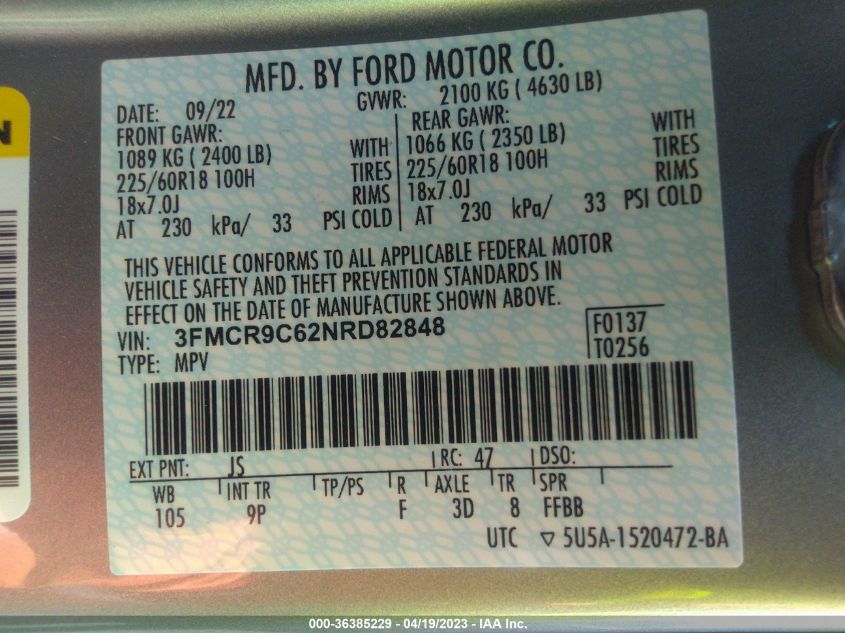 MFD. BY FORD MOTOR CO.
DATE: 09/22 GVWR: 2100 KG ( 4630 LB)
FRONT GAWR: REAR GAWR:
1089 KG ( 2400 LB) WITH 1066 KG ( 2350 LB) WITH
225/60R18 100H TIRES 225/60R18 100H TIRES
18x7.0J RIMS 18x7.0J RIMS
AT 230 kPa/ 33 PSI COLD AT 230 kPa/ 33 PSI COLD
THIS VEHICLE CONFORMS TO ALL APPLICABLE FEDERAL MOTOR
VEHICLE SAFETY AND THEFT PREVENTION STANDARDS IN
EFFECT ON THE DATE OF MANUFACTURE SHOWN ABOVE.
VIN: 3FMCR9C62NRD82848 F0137
TYPE: MPV T0256
EXT PNT: JS RC: 47 DSO:
WB INT TR TP/PS R AXLE TR SPR
105 9P F 3D 8 FFBB
UTC ▽ 5U5A-1520472-BA
N
000-36385229 - 04/19/2023 - IAA Inc.